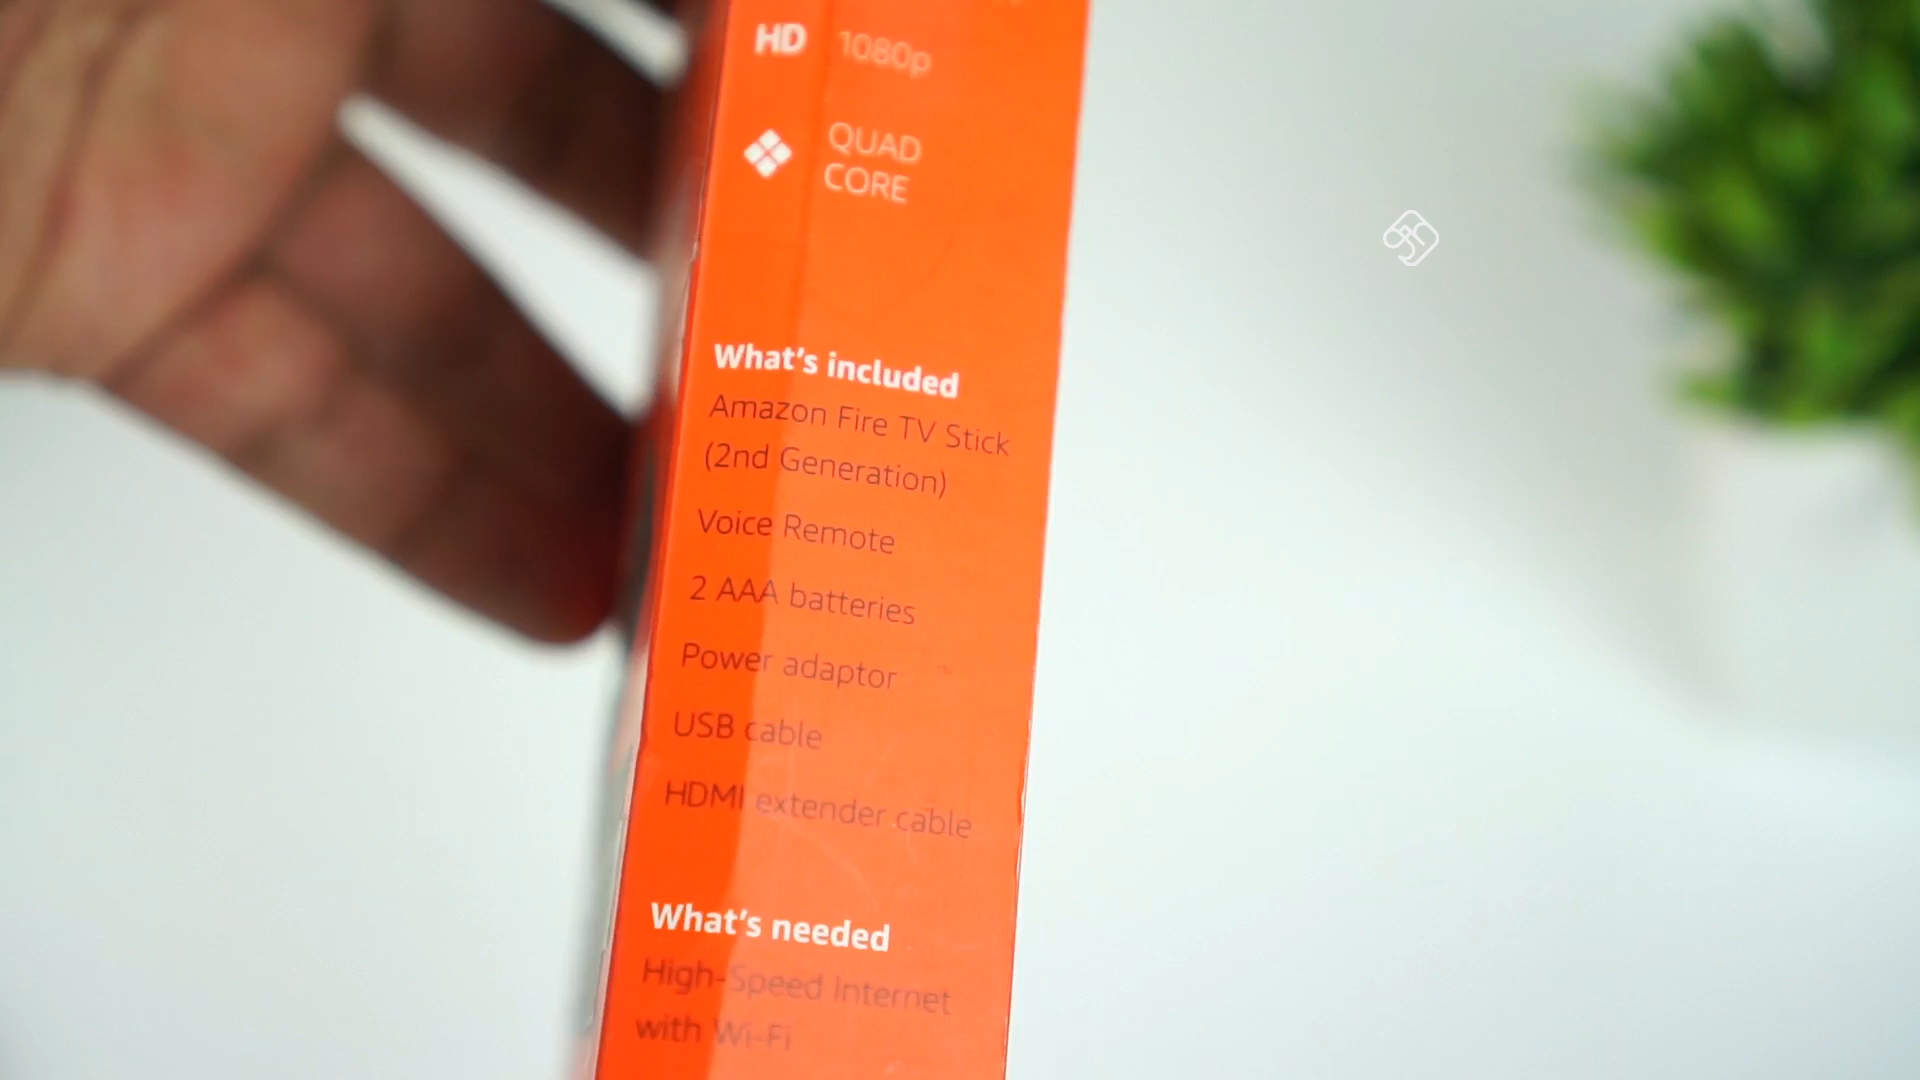 HD 1080p
QUAD
CORE
What's included
Amazon Fire TV Stick
(2nd Generation)
Voice Remote
2 AAA batteries
Power adaptor
USB cable
HDMI extender cable
What's needed
High-Speed Internet
with Wi-Fi